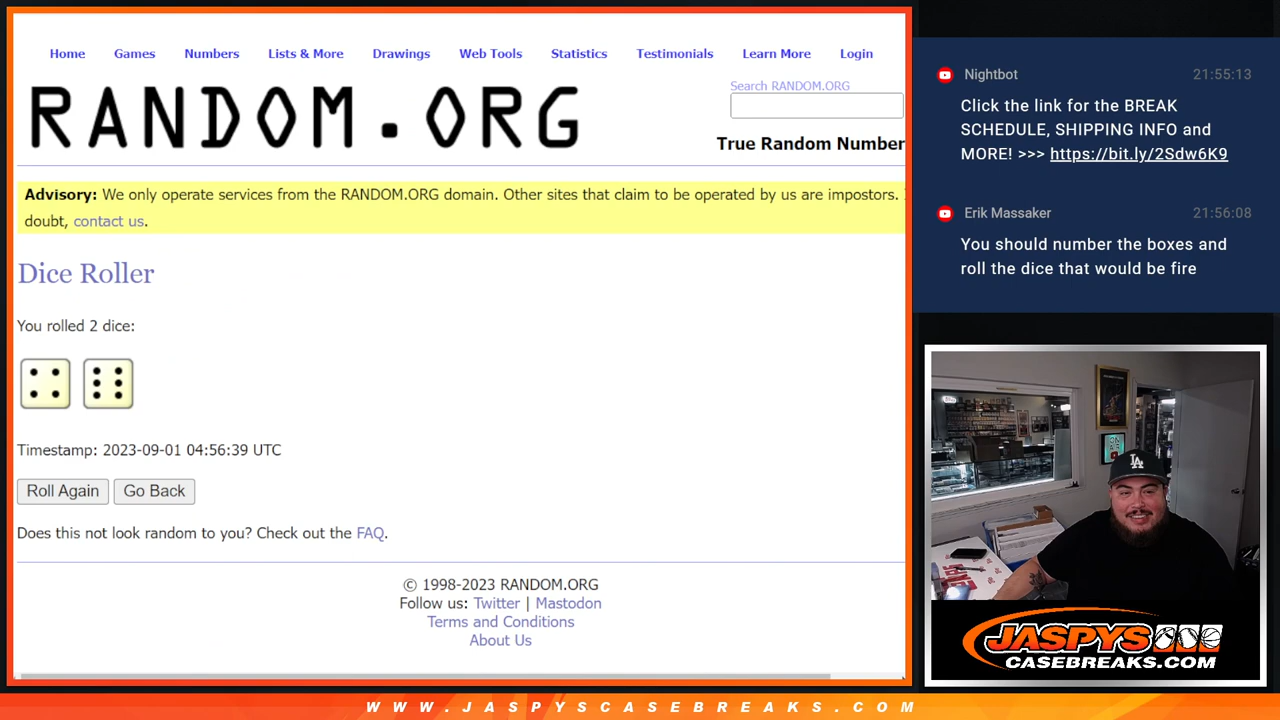 Home Games Numbers Lists & More Drawings Web Tools Statistics Testimonials Learn More Login
RANDOM.ORG
Search RANDOM.ORG
True Random Number
Advisory: We only operate services from the RANDOM.ORG domain. Other sites that claim to be operated by us are impostors.
doubt, contact us.
Dice Roller
You rolled 2 dice:
Timestamp: 2023-09-01 04:56:39 UTC
Roll Again Go Back
Does this not look random to you? Check out the FAQ.
© 1998-2023 RANDOM.ORG
Follow us: Twitter | Mastodon
Terms and Conditions
About Us
Nightbot 21:55:13
Click the link for the BREAK
SCHEDULE, SHIPPING INFO and
MORE! >>> https://bit.ly/2Sdw6K9
Erik Massaker 21:56:08
You should number the boxes and
roll the dice that would be fire
LA
JASPYS
CASEBREAKS.COM
WWW.JASPYSCASEBREAKS.COM